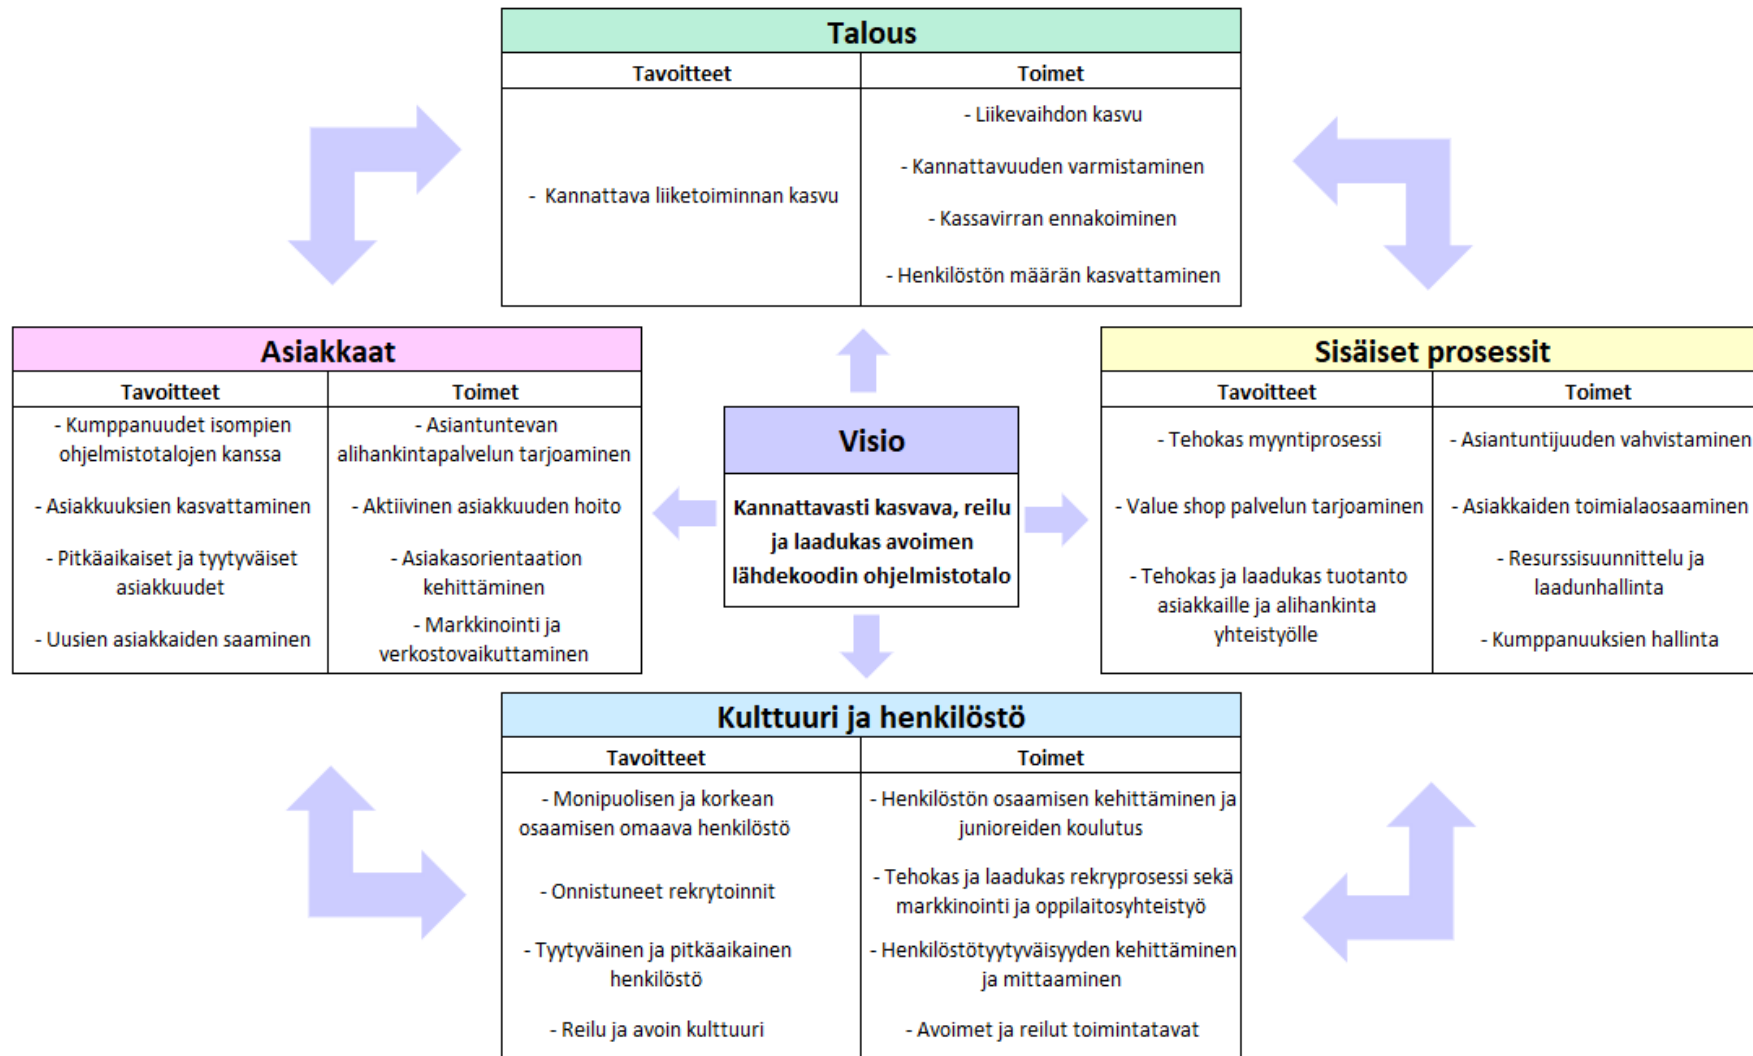 Talous
Tavoitteet
Toimet
- Kannattava liiketoiminnan kasvu
- Liikevaihdon kasvu
- Kannattavuuden varmistaminen
- Kassavirran ennakoiminen
- Henkilöstön määrän kasvattaminen
Asiakkaat
Tavoitteet
Toimet
- Kumppanuudet isompien
ohjelmistotalojen kanssa
- Asiakkuuksien kasvattaminen
- Pitkäaikaiset ja tyytyväiset
asiakkuudet
- Uusien asiakkaiden saaminen
- Asiantuntevan
alihankintapalvelun tarjoaminen
- Aktiivinen asiakkuuden hoito
- Asiakasorientaation
kehittäminen
- Markkinointi ja
verkostovaikuttaminen
Visio
Kannattavasti kasvava, reilu
ja laadukas avoimen
lähdekoodin ohjelmistotalo
Sisäiset prosessit
Tavoitteet
Toimet
- Tehokas myyntiprosessi
- Value shop palvelun tarjoaminen
- Tehokas ja laadukas tuotanto
asiakkaille ja alihankinta
yhteistyölle
- Asiantuntijuuden vahvistaminen
- Asiakkaiden toimialaosaaminen
- Resurssisuunnittelu ja
laadunhallinta
- Kumppanuuksien hallinta
Kulttuuri ja henkilöstö
Tavoitteet
Toimet
- Monipuolisen ja korkean
osaamisen omaava henkilöstö
- Onnistuneet rekrytoinnit
- Tyytyväinen ja pitkäaikainen
henkilöstö
- Reilu ja avoin kulttuuri
- Henkilöstön osaamisen kehittäminen ja
junioreiden koulutus
- Tehokas ja laadukas rekryprosessi sekä
markkinointi ja oppilaitosyhteistyö
- Henkilöstötyytyväisyyden kehittäminen
ja mittaaminen
- Avoimet ja reilut toimintatavat